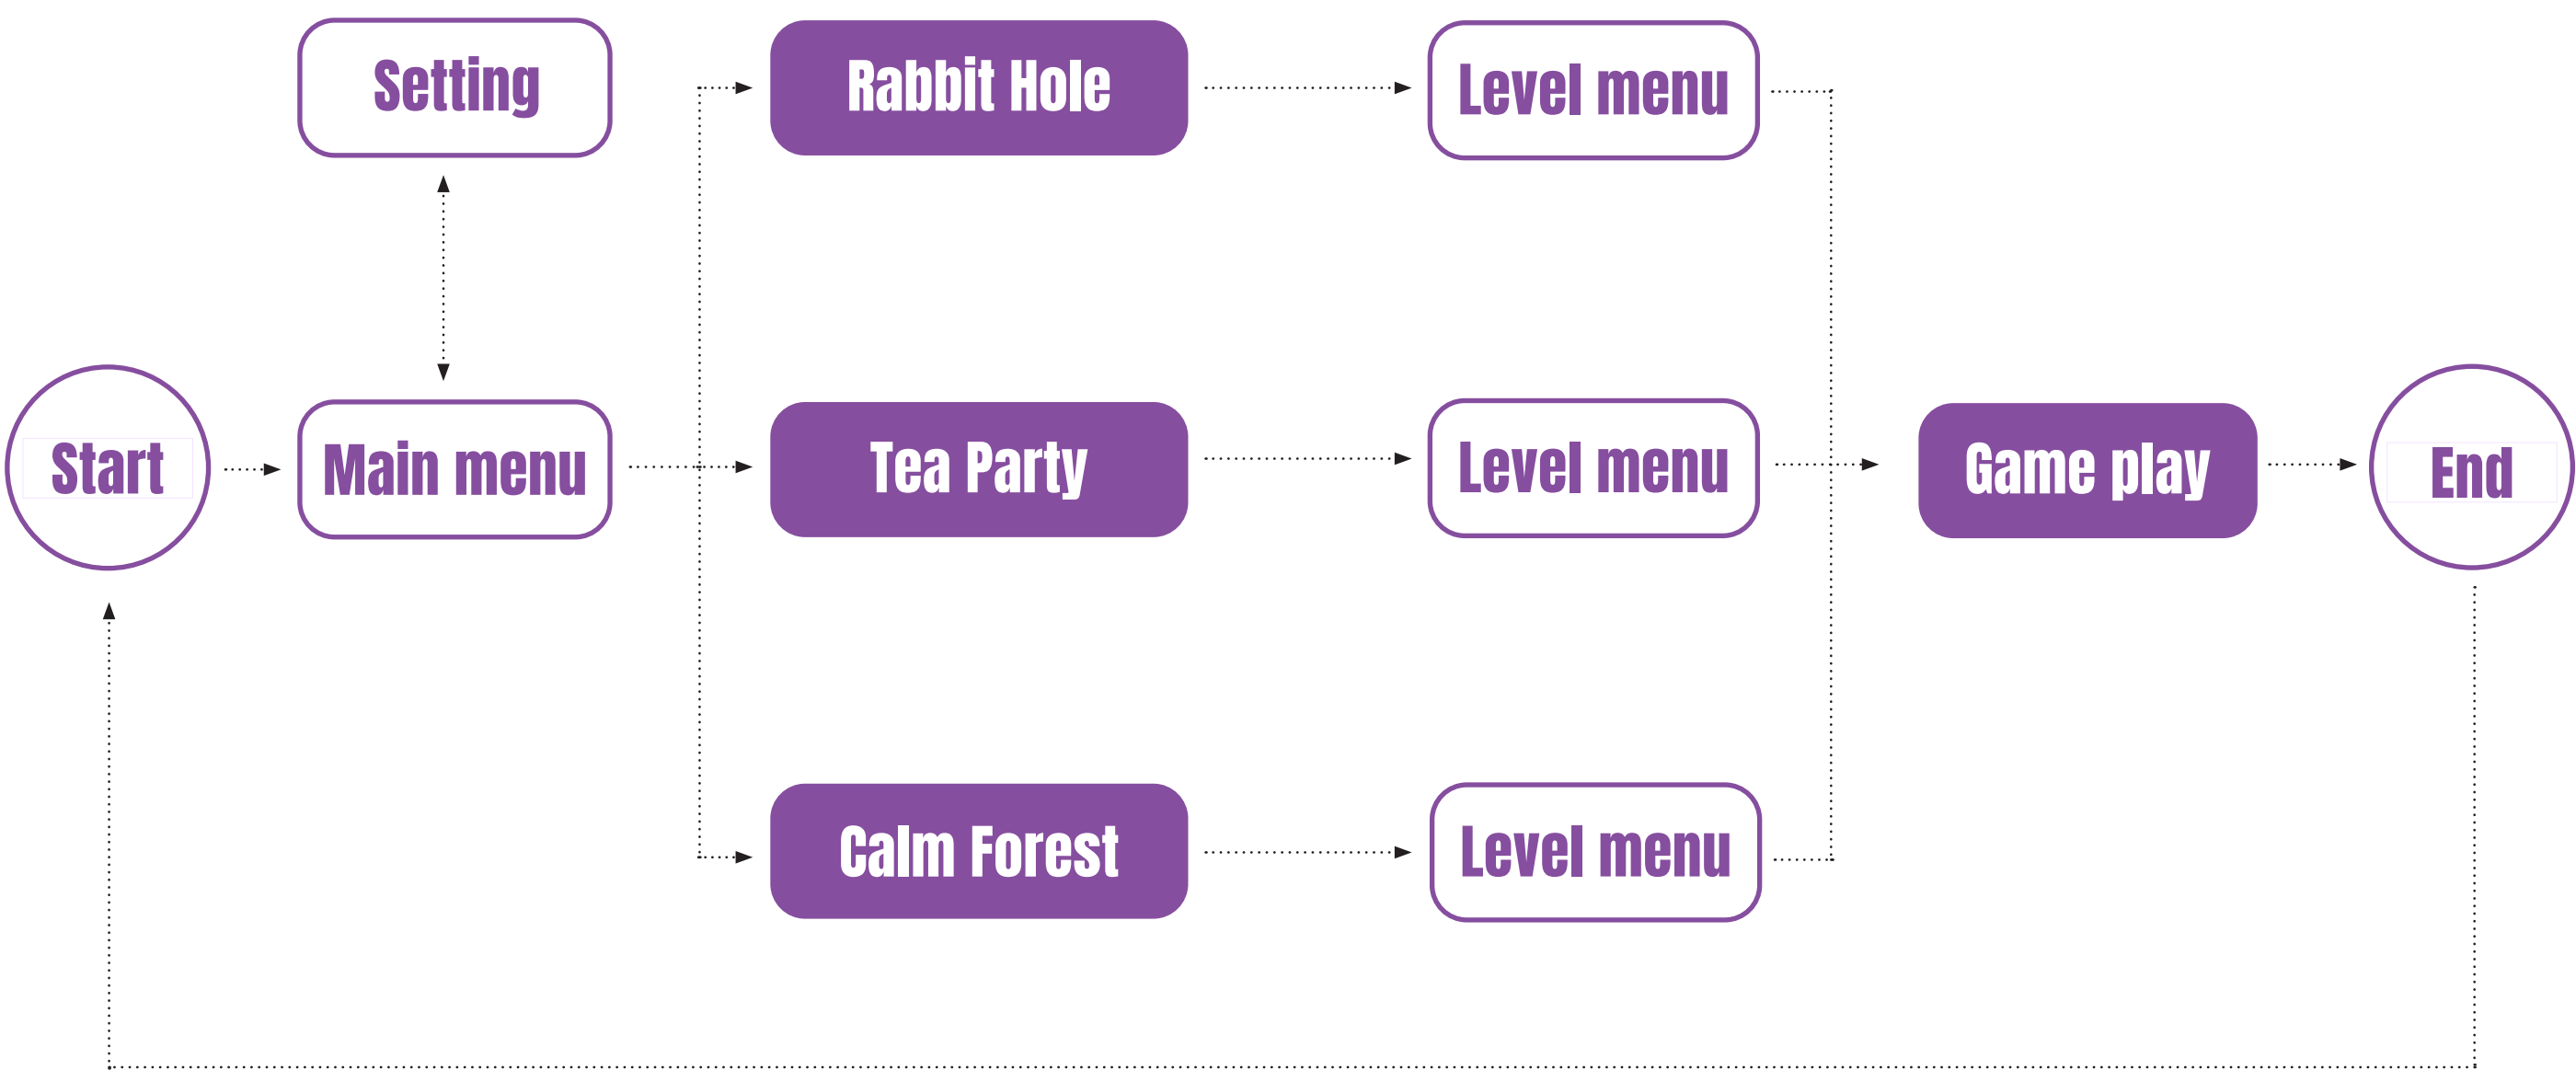 Setting
Rabbit Hole
Level menu
Start
Main menu
Tea Party
Level menu
Game play
End
Calm Forest
Level menu